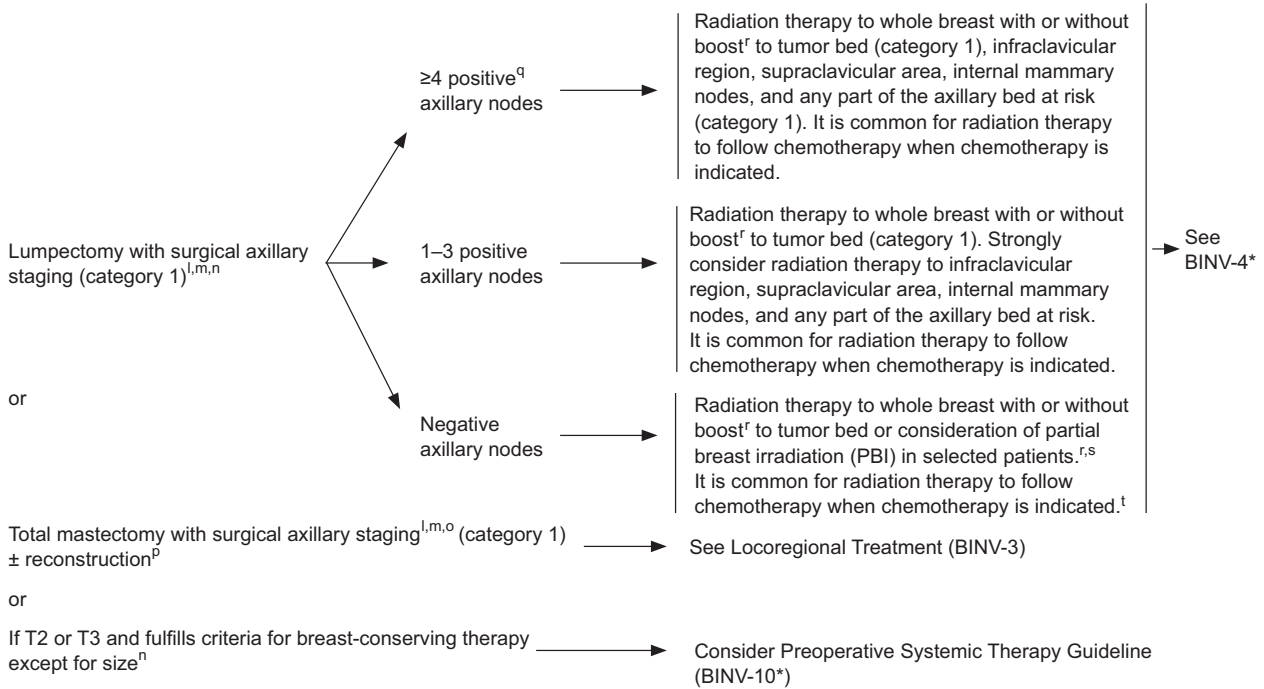 Lumpectomy with surgical axillary
staging (category 1)l,m,n
≥4 positiveq
axillary nodes
Radiation therapy to whole breast with or without
boostr to tumor bed (category 1), infraclavicular
region, supraclavicular area, internal mammary
nodes, and any part of the axillary bed at risk
(category 1). It is common for radiation therapy
to follow chemotherapy when chemotherapy is
indicated.
1–3 positive
axillary nodes
Radiation therapy to whole breast with or without
boostr to tumor bed (category 1). Strongly
consider radiation therapy to infraclavicular
region, supraclavicular area, internal mammary
nodes, and any part of the axillary bed at risk.
It is common for radiation therapy to follow
chemotherapy when chemotherapy is indicated.
Negative
axillary nodes
Radiation therapy to whole breast with or without
boostr to tumor bed or consideration of partial
breast irradiation (PBI) in selected patients.r,s
It is common for radiation therapy to follow
chemotherapy when chemotherapy is indicated.t
See
BINV-4*
or
Total mastectomy with surgical axillary stagingl,m,o (category 1)
± reconstructionp
See Locoregional Treatment (BINV-3)
or
If T2 or T3 and fulfills criteria for breast-conserving therapy
except for sizen
Consider Preoperative Systemic Therapy Guideline
(BINV-10*)